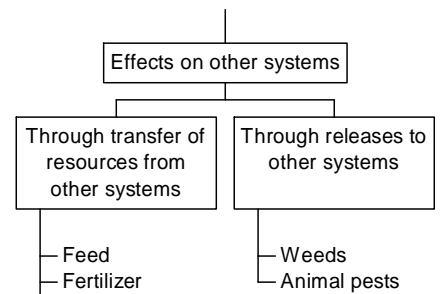 Effects on other systems
Through transfer of
resources from
other systems
Through releases to
other systems
Feed
Fertilizer
Weeds
Animal pests